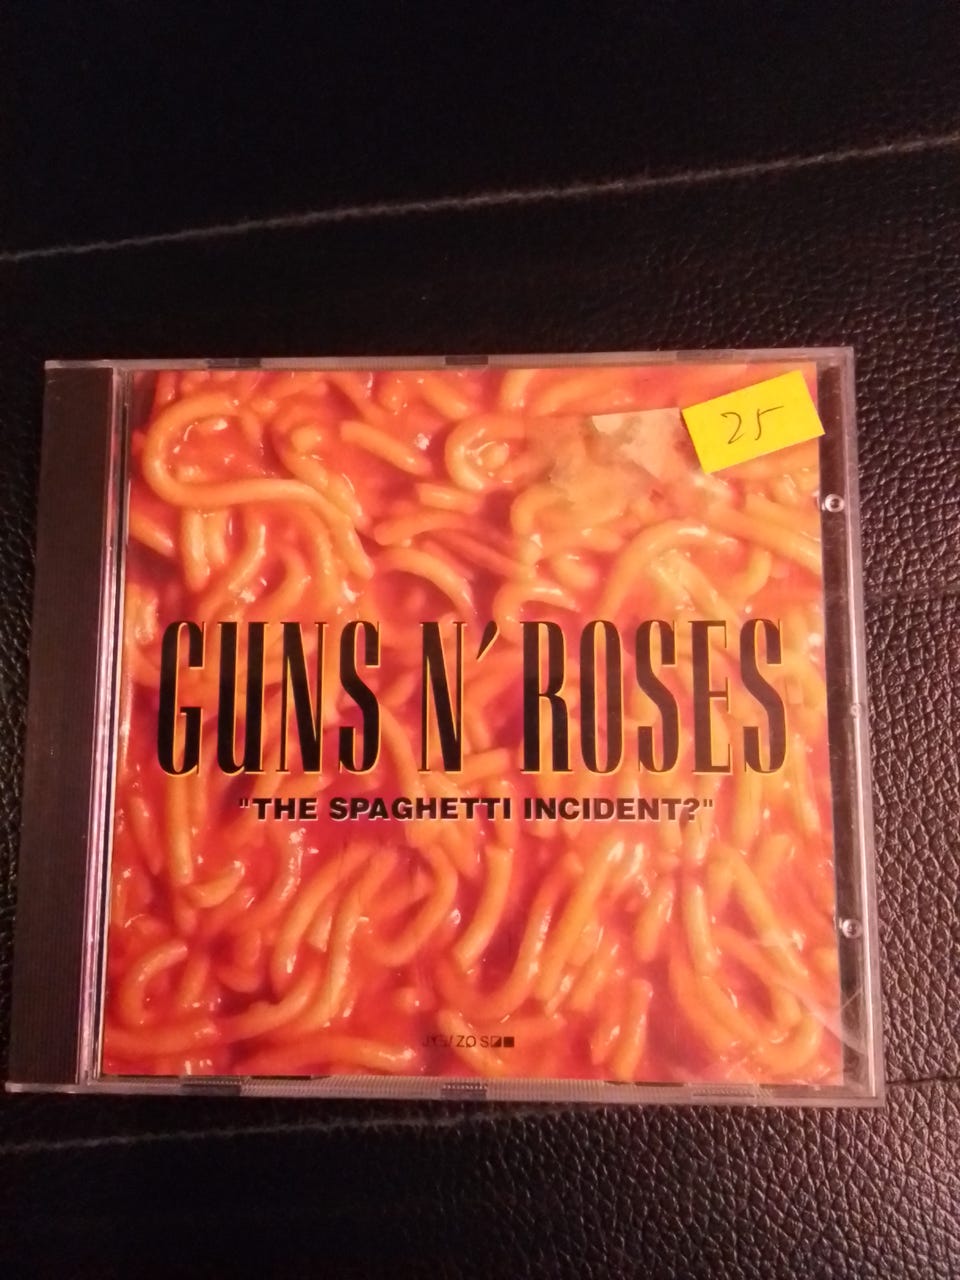 25
GUNS N' ROSES
"THE SPAGHETTI INCIDENT?"